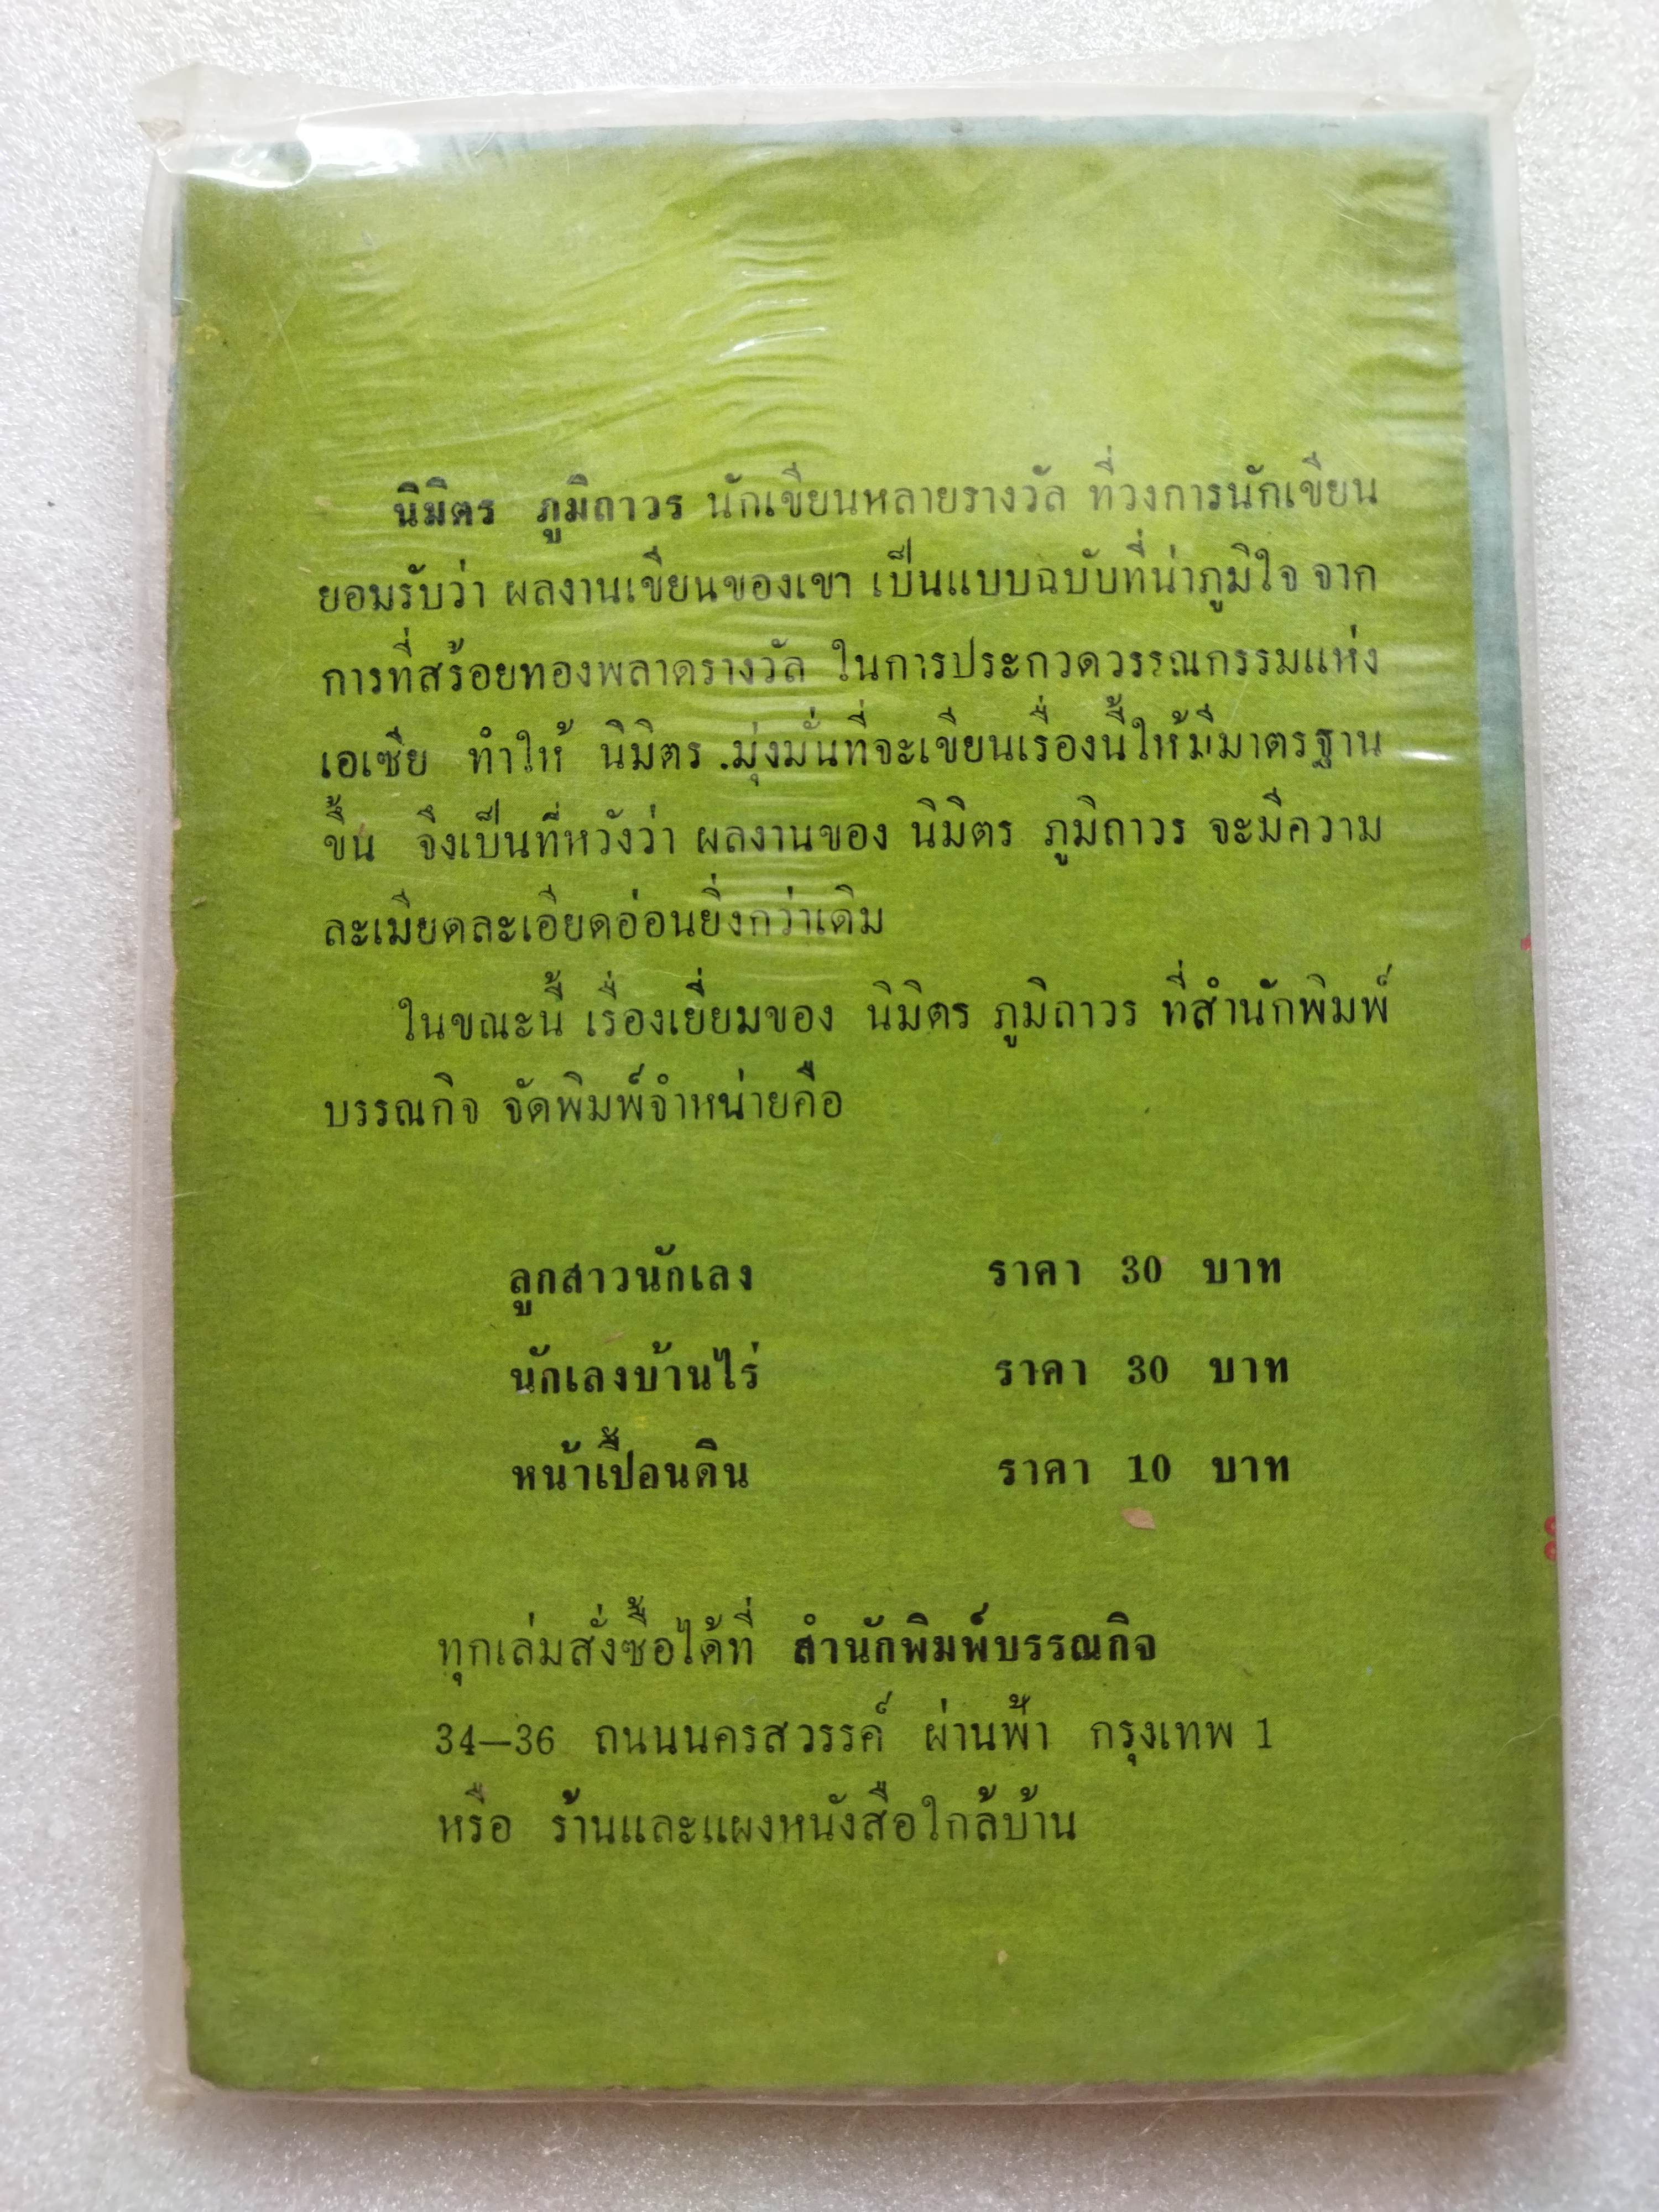 นิมิตร ภูมิถาวร นักเขียนหลายรางวัล ที่วงการนักเขียน
ยอมรับว่า ผลงานเขียนของเขา เป็นแบบฉบับที่น่าภูมิใจ จาก
การที่สร้อยทองพลาดรางวัล ในการประกวดวรรณกรรมแห่ง
เอเซีย ทำให้ นิมิตร มุ่งมั่นที่จะเขียนเรื่องนี้ให้มีมาตรฐาน
ขึ้น จึงเป็นที่หวังว่า ผลงานของ นิมิตร ภูมิถาวร จะมีความ
ละเมียดละเอียดอ่อนยิ่งกว่าเดิม
ในขณะนี้ เรื่องเยี่ยมของ นิมิตร ภูมิถาวร ที่สำนักพิมพ์
บรรณกิจ จัดพิมพ์จำหน่ายคือ
ลูกสาวนักเลง ราคา 30 บาท
นักเลงบ้านไร่ ราคา 30 บาท
หน้าเปื้อนดิน ราคา 10 บาท
ทุกเล่มสั่งซื้อได้ที่ สำนักพิมพ์บรรณกิจ
34—36 ถนนนครสวรรค์ ผ่านฟ้า กรุงเทพ 1
หรือ ร้านและแผงหนังสือใกล้บ้าน